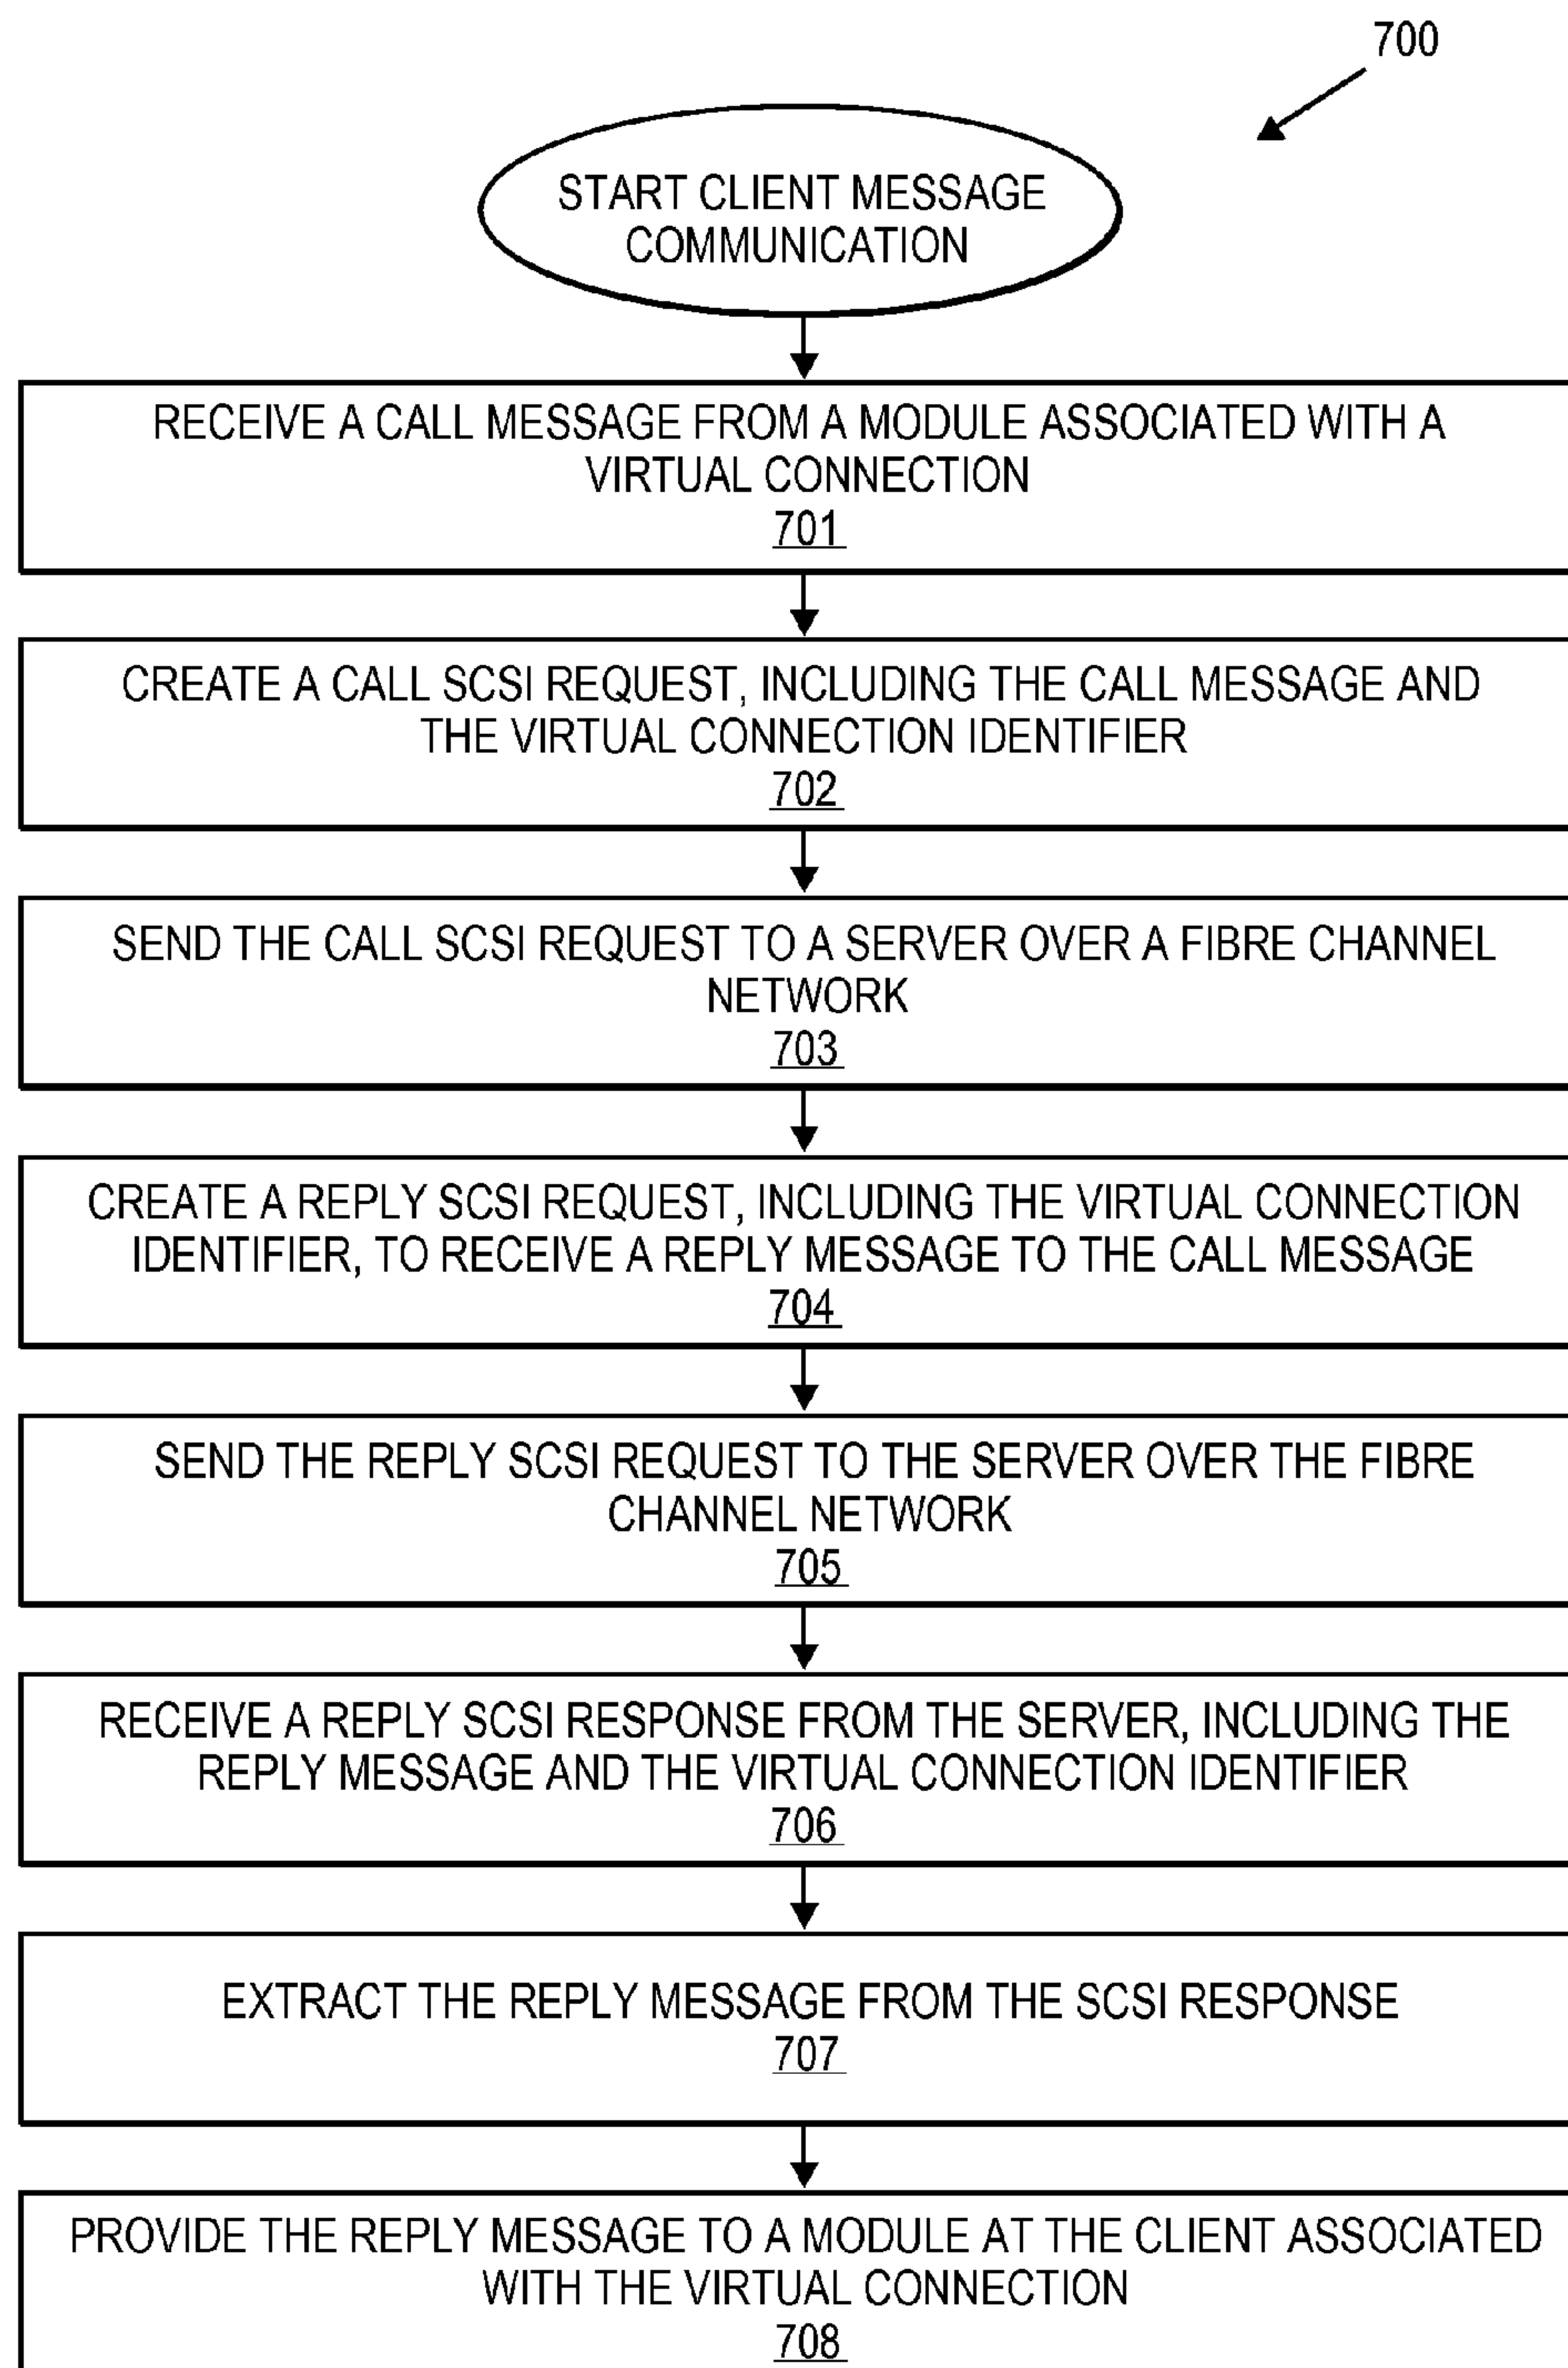 700
START CLIENT MESSAGE
COMMUNICATION
RECEIVE A CALL MESSAGE FROM A MODULE ASSOCIATED WITH A
VIRTUAL CONNECTION
701
CREATE A CALL SCSI REQUEST, INCLUDING THE CALL MESSAGE AND
THE VIRTUAL CONNECTION IDENTIFIER
702
SEND THE CALL SCSI REQUEST TO A SERVER OVER A FIBRE CHANNEL
NETWORK
703
CREATE A REPLY SCSI REQUEST, INCLUDING THE VIRTUAL CONNECTION
IDENTIFIER, TO RECEIVE A REPLY MESSAGE TO THE CALL MESSAGE
704
SEND THE REPLY SCSI REQUEST TO THE SERVER OVER THE FIBRE
CHANNEL NETWORK
705
RECEIVE A REPLY SCSI RESPONSE FROM THE SERVER, INCLUDING THE
REPLY MESSAGE AND THE VIRTUAL CONNECTION IDENTIFIER
706
EXTRACT THE REPLY MESSAGE FROM THE SCSI RESPONSE
707
PROVIDE THE REPLY MESSAGE TO A MODULE AT THE CLIENT ASSOCIATED
WITH THE VIRTUAL CONNECTION
708